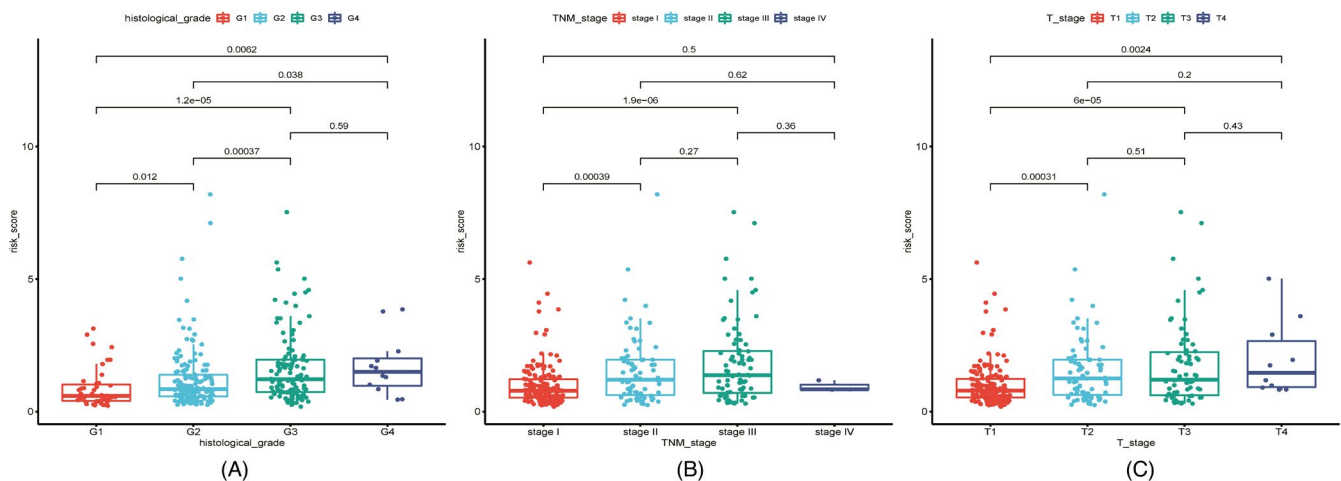 histological_grade G1 G2 G3 G4
0.0062
0.038
1.2e−05
0.59
0.00037
0.012
10
5
0
risk_score
G1 G2 G3 G4
histological_grade
(A)
TNM_stage stage I stage II stage III stage IV
0.5
0.62
1.9e−06
0.36
0.27
0.00039
10
5
0
risk_score
stage I stage II stage III stage IV
TNM_stage
(B)
T_stage T1 T2 T3 T4
0.0024
0.2
6e−05
0.43
0.51
0.00031
10
5
0
risk_score
T1 T2 T3 T4
T_stage
(C)